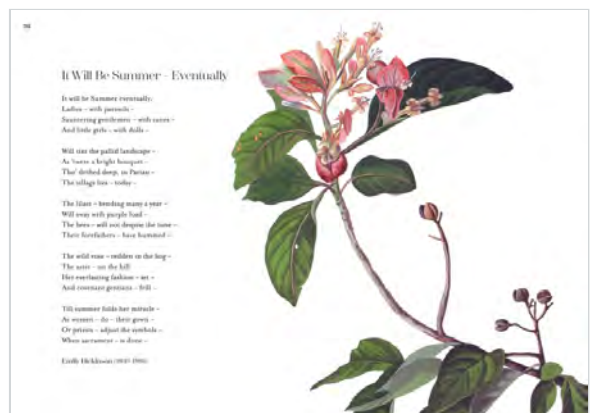 It Will Be Summer – Eventually
It will be Summer eventually.
Ladies – with parasols –
Sauntering gentlemen – with canes –
And little girls – with dolls –
Will tint the pallid landscape –
As 'twere a bright bouquet –
Tho' drifted deep, in Parian –
The village lies – today –
The lilacs – bending many a year –
Will sway with purple load –
The bees – will not despise the tune –
Their forefathers – have hummed –
The wild rose – redden in the bog –
The aster – on the hill
Her everlasting fashion – set –
And covenant gentians – frill –
Till summer folds her miracle –
As women – do – their gown –
Or priests – adjust the symbols –
When sacrament – is done –
Emily Dickinson